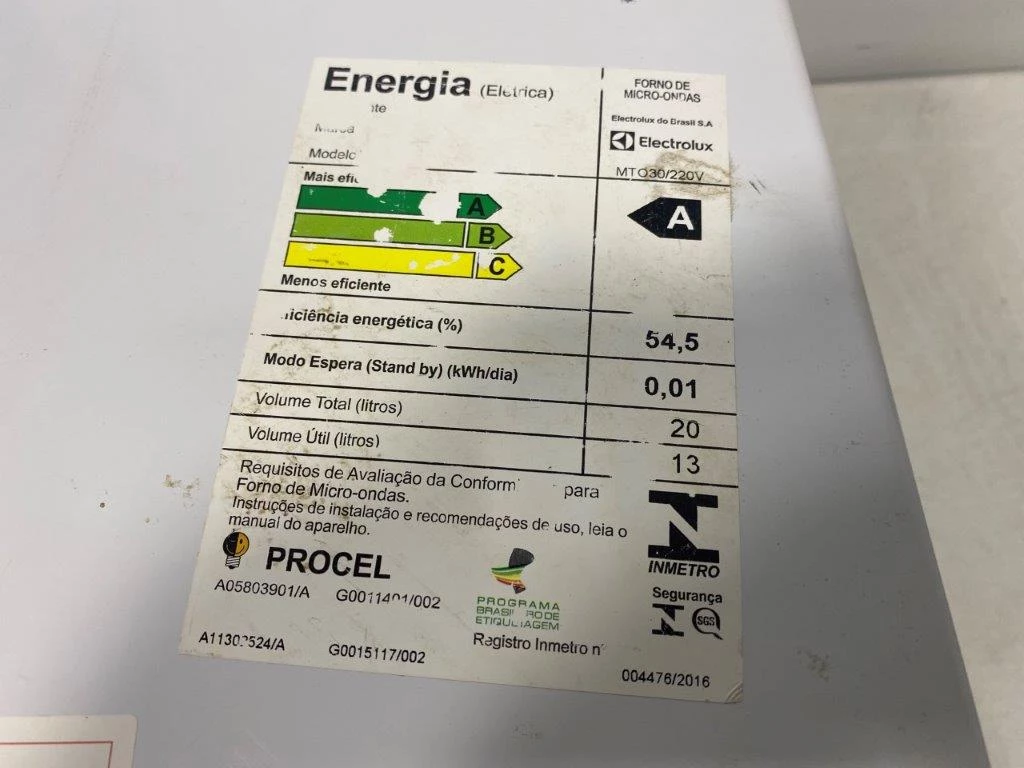 Energia (Elétrica)
FORNO DE
MICRO-ONDAS
Electrolux do Brasil S.A
Electrolux
MTO30/220V
Mais
A
B
C
A
Menos eficiente
energética (%)
54,5
Modo Espera (Stand by) (kWh/dia)
0,01
Volume Total (litros)
20
Volume Útil (litros)
13
Requisitos de Avaliação da Conform para
Forno de Micro-ondas.
Instruções de instalação e recomendações de uso, leia o
manual do aparelho.
PROCEL
A05803901/A
G0011401/002
PROGRAMA
BRASILEIRO DE
ETIQUETAGEM
INMETRO
Segurança
SGS
G0015117/002
Registro Inmetro nº
004476/2016